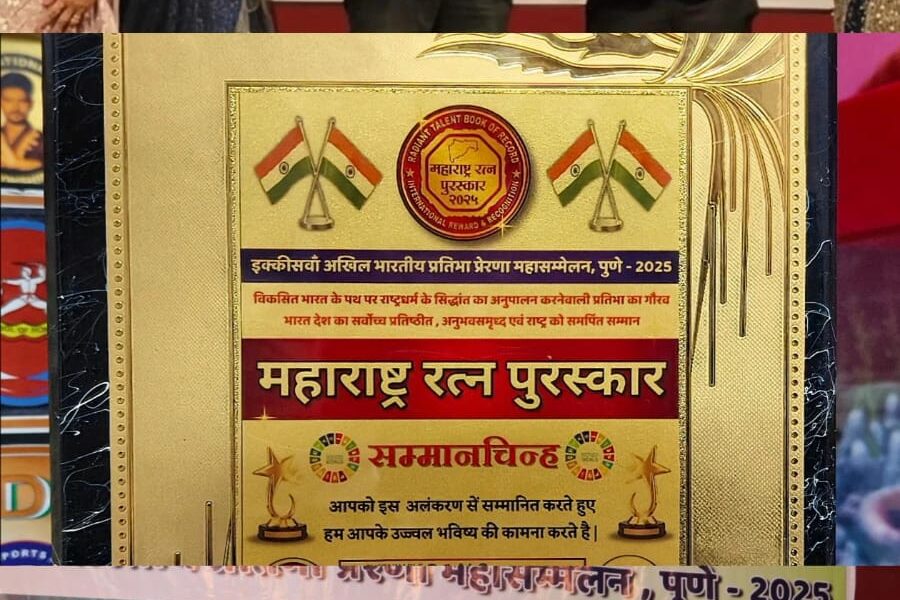 RADIANT TALENT BOOK OF RECORD
महाराष्ट्र रत्न
पुरस्कार
२०२५
INTERNATIONAL REWARD & RECOGNITION
इक्कीसवाँ अखिल भारतीय प्रतिभा प्रेरणा महासम्मेलन, पुणे - 2025
विकसित भारत के पथ पर राष्ट्रधर्म के सिद्धांत का अनुपालन करनेवाली प्रतिभा का गौरव
भारत देश का सर्वोच्च प्रतिष्ठीत , अनुभवसमृध्द एवं राष्ट्र को समर्पित सम्मान
महाराष्ट्र रत्न पुरस्कार
सम्मानचिन्ह
आपको इस अलंकरण सें सम्मानित करते हुए
हम आपके उज्वल भविष्य की कामना करते है|
प्रेरणा महासम्मेलन , पुणे - 2025